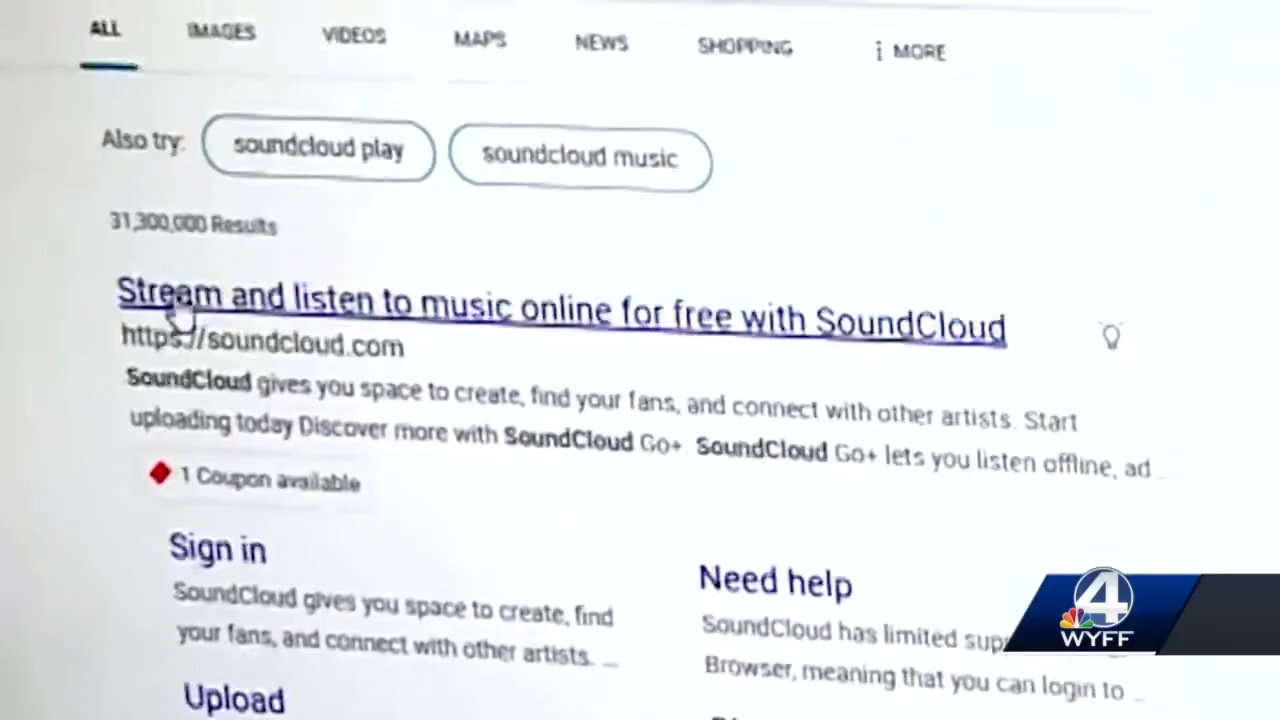 ALL IMAGES VIDEOS MAPS NEWS SHOPPING MORE
Also try: soundcloud play soundcloud music
31,300,000 Results
Stream and listen to music online for free with SoundCloud
https://soundcloud.com
SoundCloud gives you space to create, find your fans, and connect with other artists. Start
uploading today Discover more with SoundCloud Go+ SoundCloud Go+ lets you listen offline, ad ...
1 Coupon available
Sign in
SoundCloud gives you space to create, find
your fans, and connect with other artists. ...
Upload
Need help
SoundCloud has limited
Browser, meaning that you can login to ...
4
WYFF